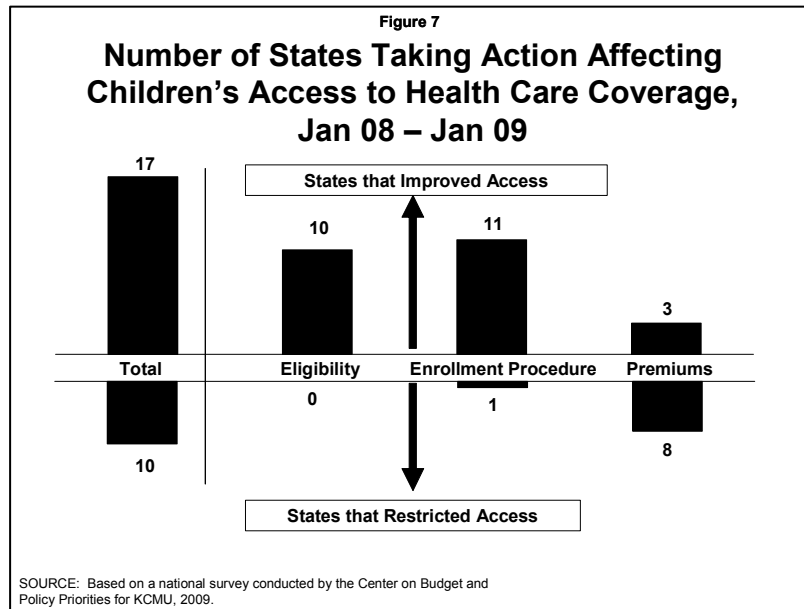 Figure 7
Number of States Taking Action Affecting
Children’s Access to Health Care Coverage,
Jan 08 – Jan 09
17
States that Improved Access
10
11
3
Total
Eligibility
Enrollment Procedure
Premiums
0
1
10
8
States that Restricted Access
SOURCE: Based on a national survey conducted by the Center on Budget and
Policy Priorities for KCMU, 2009.